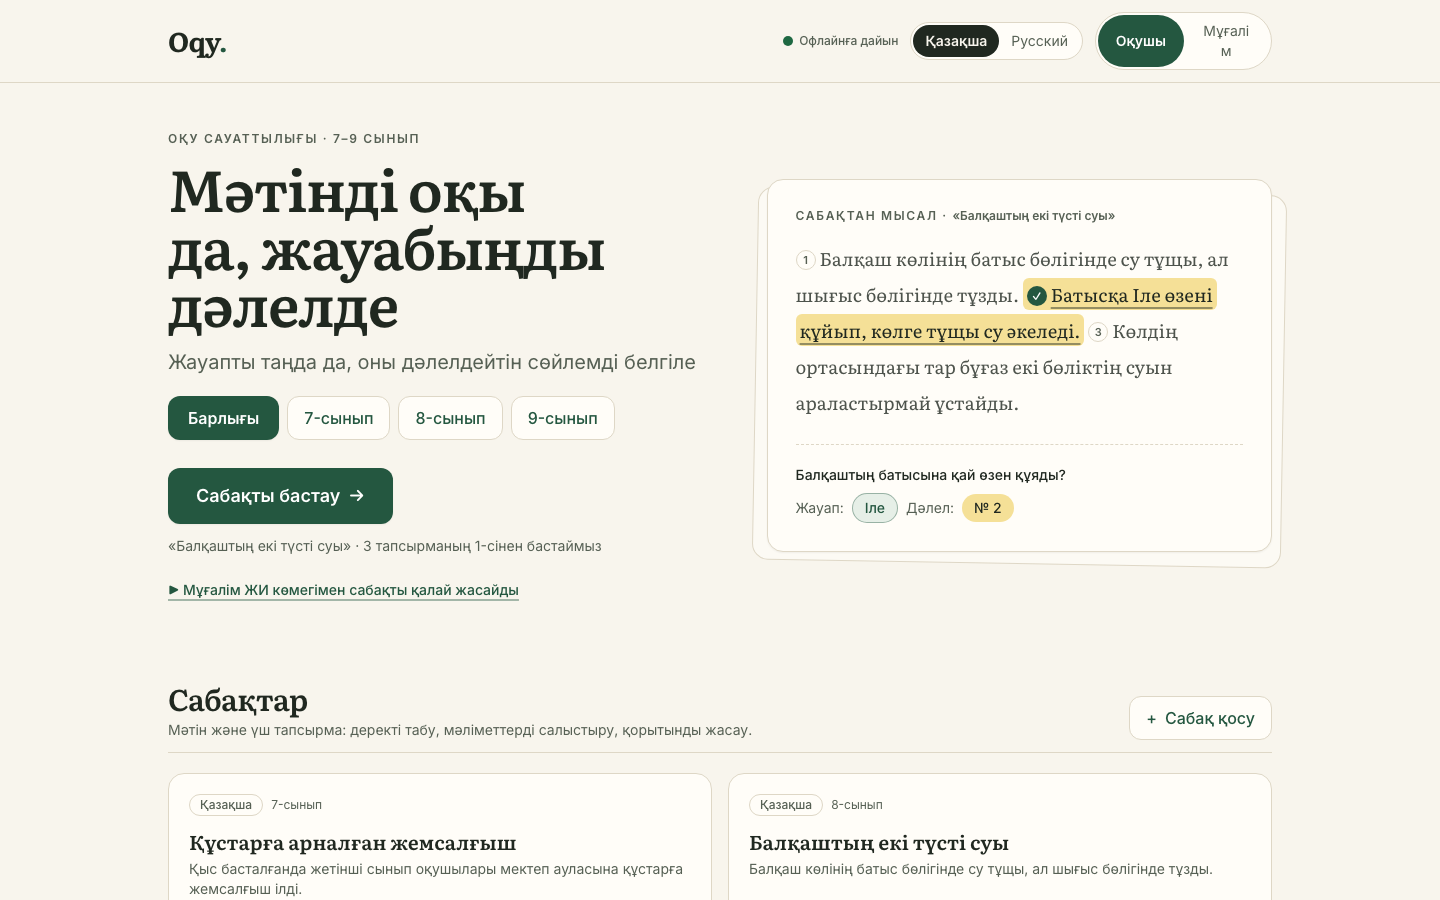 Oqy.
Офлайнға дайын
Қазақша
Русский
Оқушы
Мұғалі
м
ОҚУ САУАТТЫЛЫҒЫ · 7–9 СЫНЫП
Мәтінді оқы
да, жауабыңды
дәлелде
Жауапты таңда да, оны дәлелдейтін сөйлемді белгіле
Барлығы
7-сынып
8-сынып
9-сынып
Сабақты бастау →
«Балқаштың екі түсті суы» · 3 тапсырманың 1-сінен бастаймыз
▶ Мұғалім ЖИ көмегімен сабақты қалай жасайды
САБАҚТАН МЫСАЛ · «Балқаштың екі түсті суы»
1 Балқаш көлінің батыс бөлігінде су тұщы, ал
шығыс бөлігінде тұзды. ✓ Батысқа Іле өзені
құйып, көлге тұщы су әкеледі. 3 Көлдің
ортасындағы тар бұғаз екі бөліктің суын
араластырмай ұстайды.
Балқаштың батысына қай өзен құяды?
Жауап: Іле Дәлел: № 2
Сабақтар
Мәтін және үш тапсырма: деректі табу, мәліметтерді салыстыру, қорытынды жасау.
+ Сабақ қосу
Қазақша 7-сынып
Құстарға арналған жемсалғыш
Қыс басталғанда жетінші сынып оқушылары мектеп ауласына құстарға
жемсалғыш ілді.
Қазақша 8-сынып
Балқаштың екі түсті суы
Балқаш көлінің батыс бөлігінде су тұщы, ал шығыс бөлігінде тұзды.